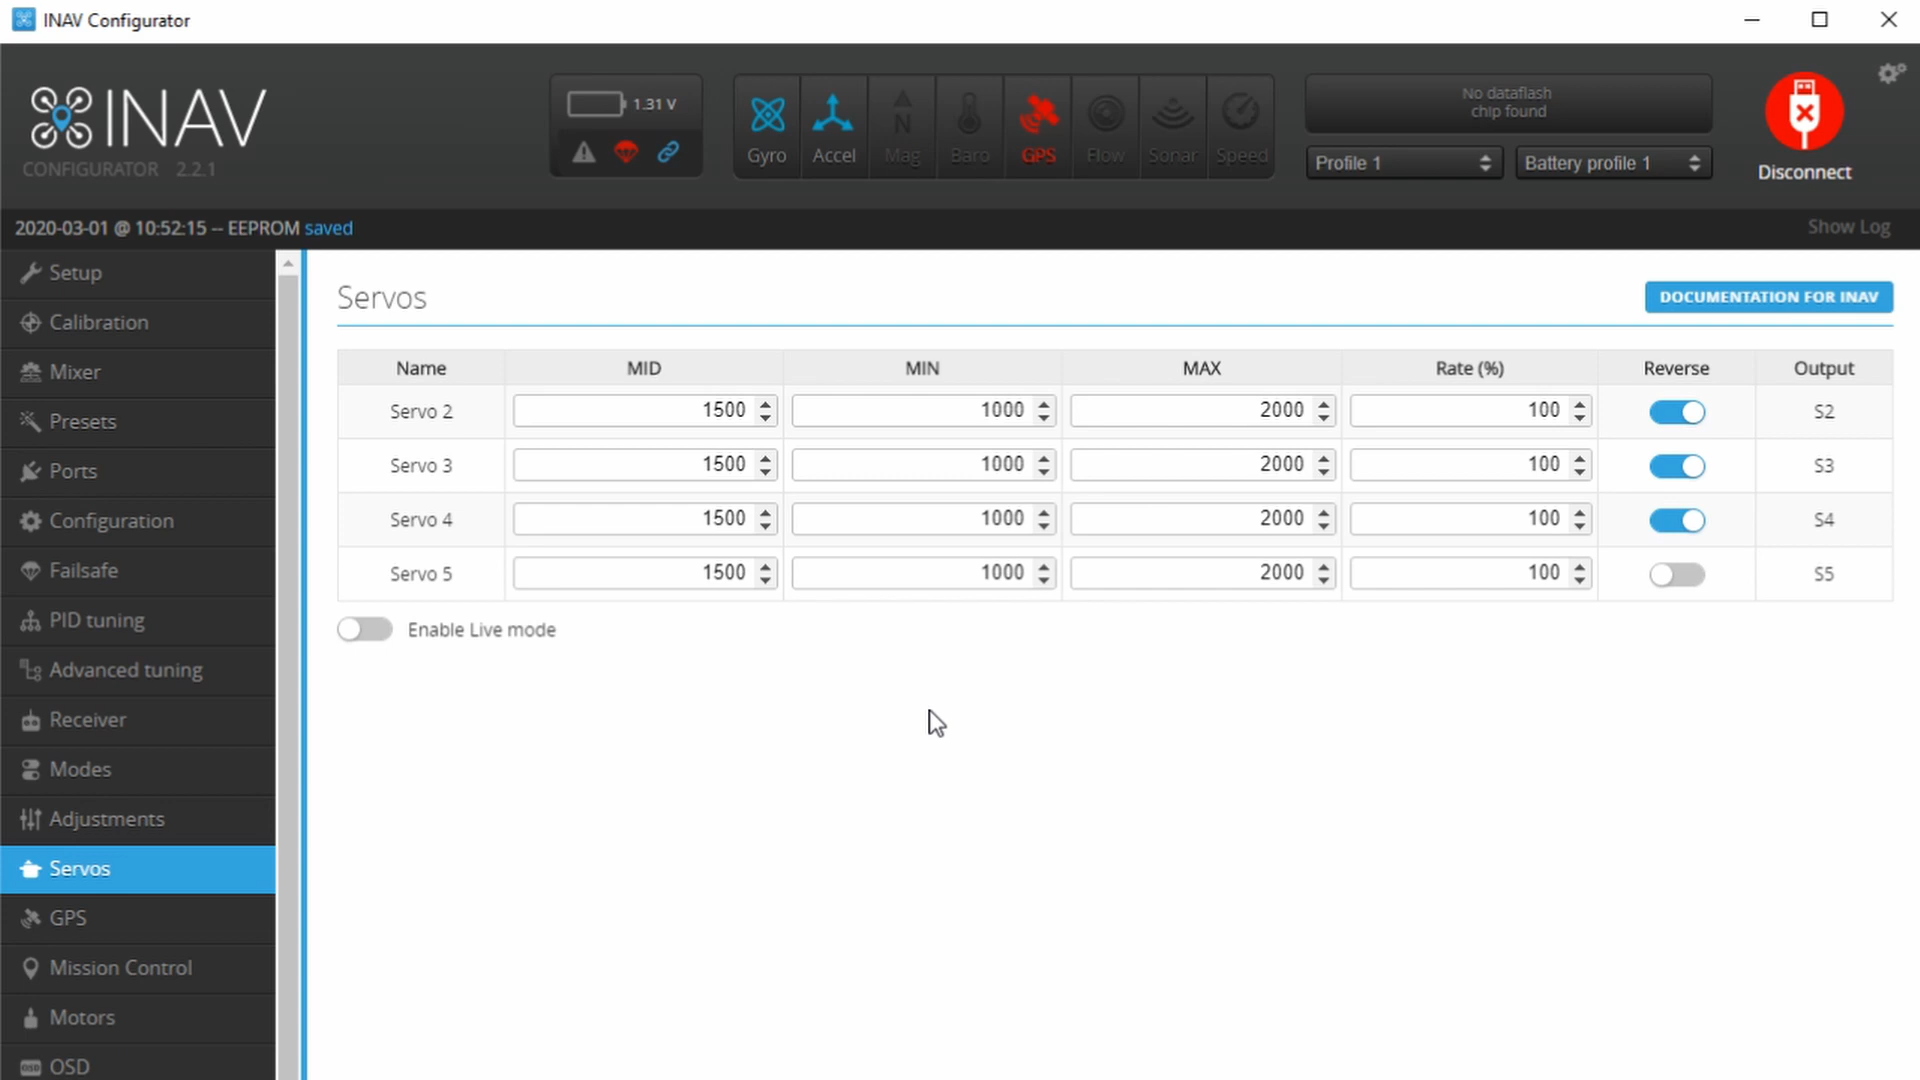 INAV Configurator
INAV
CONFIGURATOR 2.2.1
1.31 V
Gyro Accel Mag Baro GPS Flow Sonar Speed
N
No dataflash
chip found
Profile 1 Battery profile 1
Disconnect
2020-03-01 @ 10:52:15 -- EEPROM saved
Show Log
Setup
Calibration
Mixer
Presets
Ports
Configuration
Failsafe
PID tuning
Advanced tuning
Receiver
Modes
Adjustments
Servos
GPS
Mission Control
Motors
OSD OSD
Servos
DOCUMENTATION FOR INAV
Name MID MIN MAX Rate (%) Reverse Output
Servo 2 1500 1000 2000 100 S2
Servo 3 1500 1000 2000 100 S3
Servo 4 1500 1000 2000 100 S4
Servo 5 1500 1000 2000 100 S5
Enable Live mode